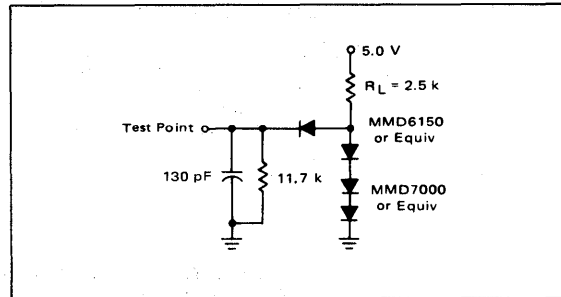 5.0 V
R_L = 2.5 k
Test Point
MMD6150
or Equiv
130 pF
11.7 k
MMD7000
or Equiv